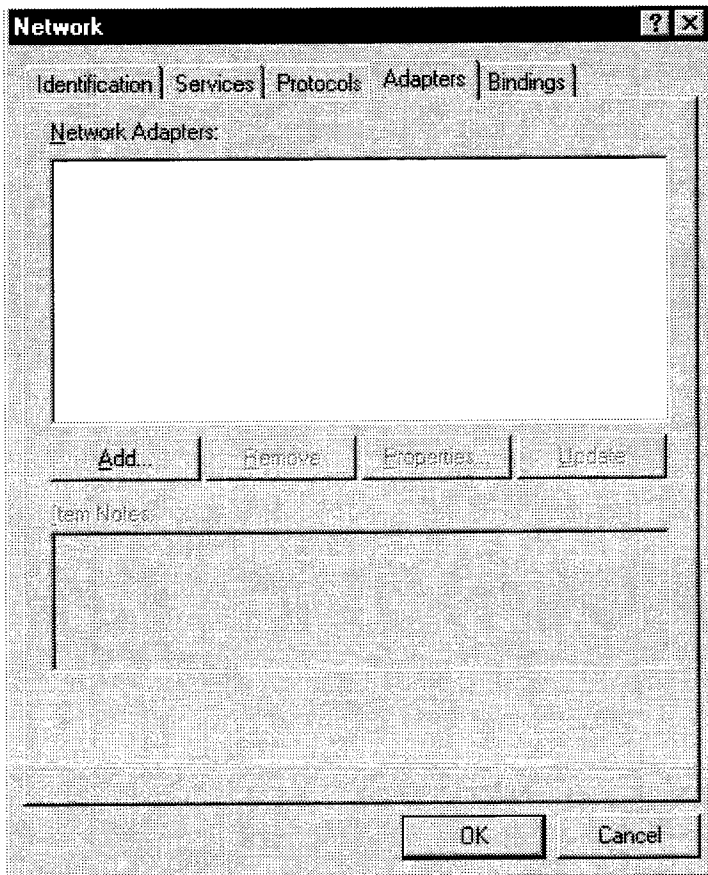 Network
Identification Services Protocols Adapters Bindings
Network Adapters:
Add... Remove Properties... Update
Item Notes:
OK Cancel